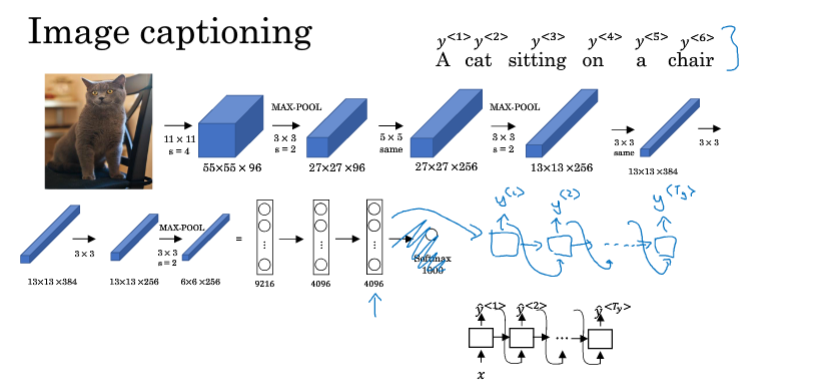 Image captioning
y<1> y<2> y<3> y<4> y<5> y<6>
A cat sitting on a chair
MAX-POOL
MAX-POOL
11 × 11
s = 4
3 × 3
s = 2
5 × 5
same
3 × 3
s = 2
3 × 3
same
3 × 3
55×55 × 96
27×27 ×96
27×27 ×256
13×13 ×256
13×13 ×384
y<1>
y<2>
y<Ty>
MAX-POOL
3 × 3
3 × 3
s = 2
=
Softmax
1000
13×13 ×384
13×13 ×256
6×6 ×256
9216
4096
4096
ŷ<1> ŷ<2> ŷ<Ty>
x